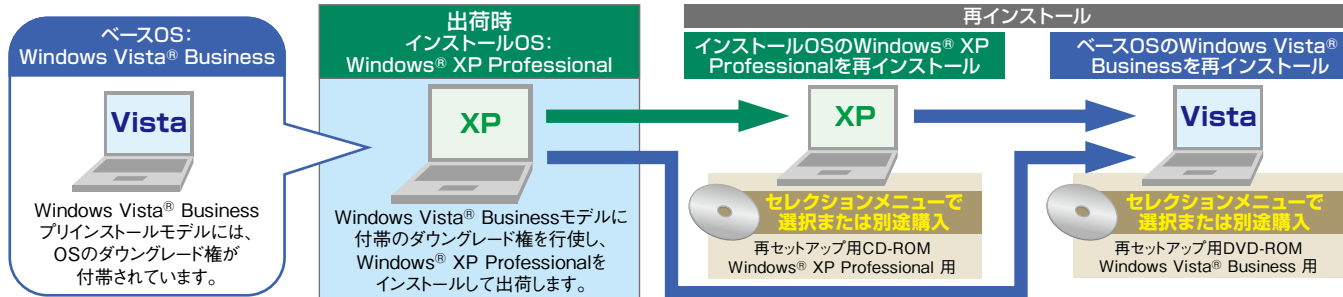 ベースOS：
Windows Vista® Business
Vista
Windows Vista® Business
プリインストールモデルには、
OSのダウングレード権が
付帯されています。
出荷時
インストールOS：
Windows® XP Professional
XP
Windows Vista® Businessモデルに
付帯のダウングレード権を行使し、
Windows® XP Professionalを
インストールして出荷します。
再インストール
インストールOSのWindows® XP
Professionalを再インストール
XP
セレクションメニューで
選択または別途購入
再セットアップ用CD-ROM
Windows® XP Professional 用
ベースOSのWindows Vista®
Businessを再インストール
Vista
セレクションメニューで
選択または別途購入
再セットアップ用DVD-ROM
Windows Vista® Business 用